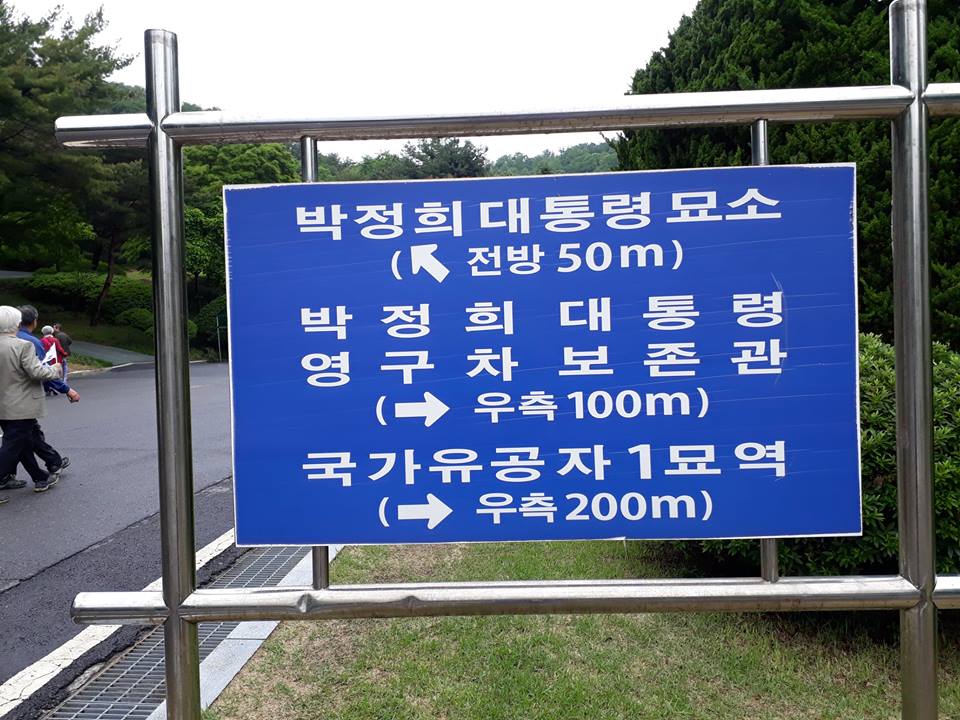 박정희대통령묘소
(↖ 전방 50m)
박 정 희 대 통 령
영 구 차 보 존 관
(→ 우측 100m)
국가유공자1묘역
(→ 우측 200m)